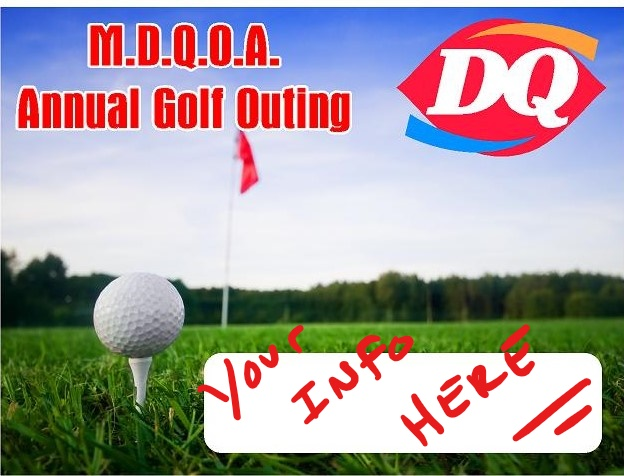 M.D.Q.O.A.
Annual Golf Outing
DQ
Your
INFO
HERE